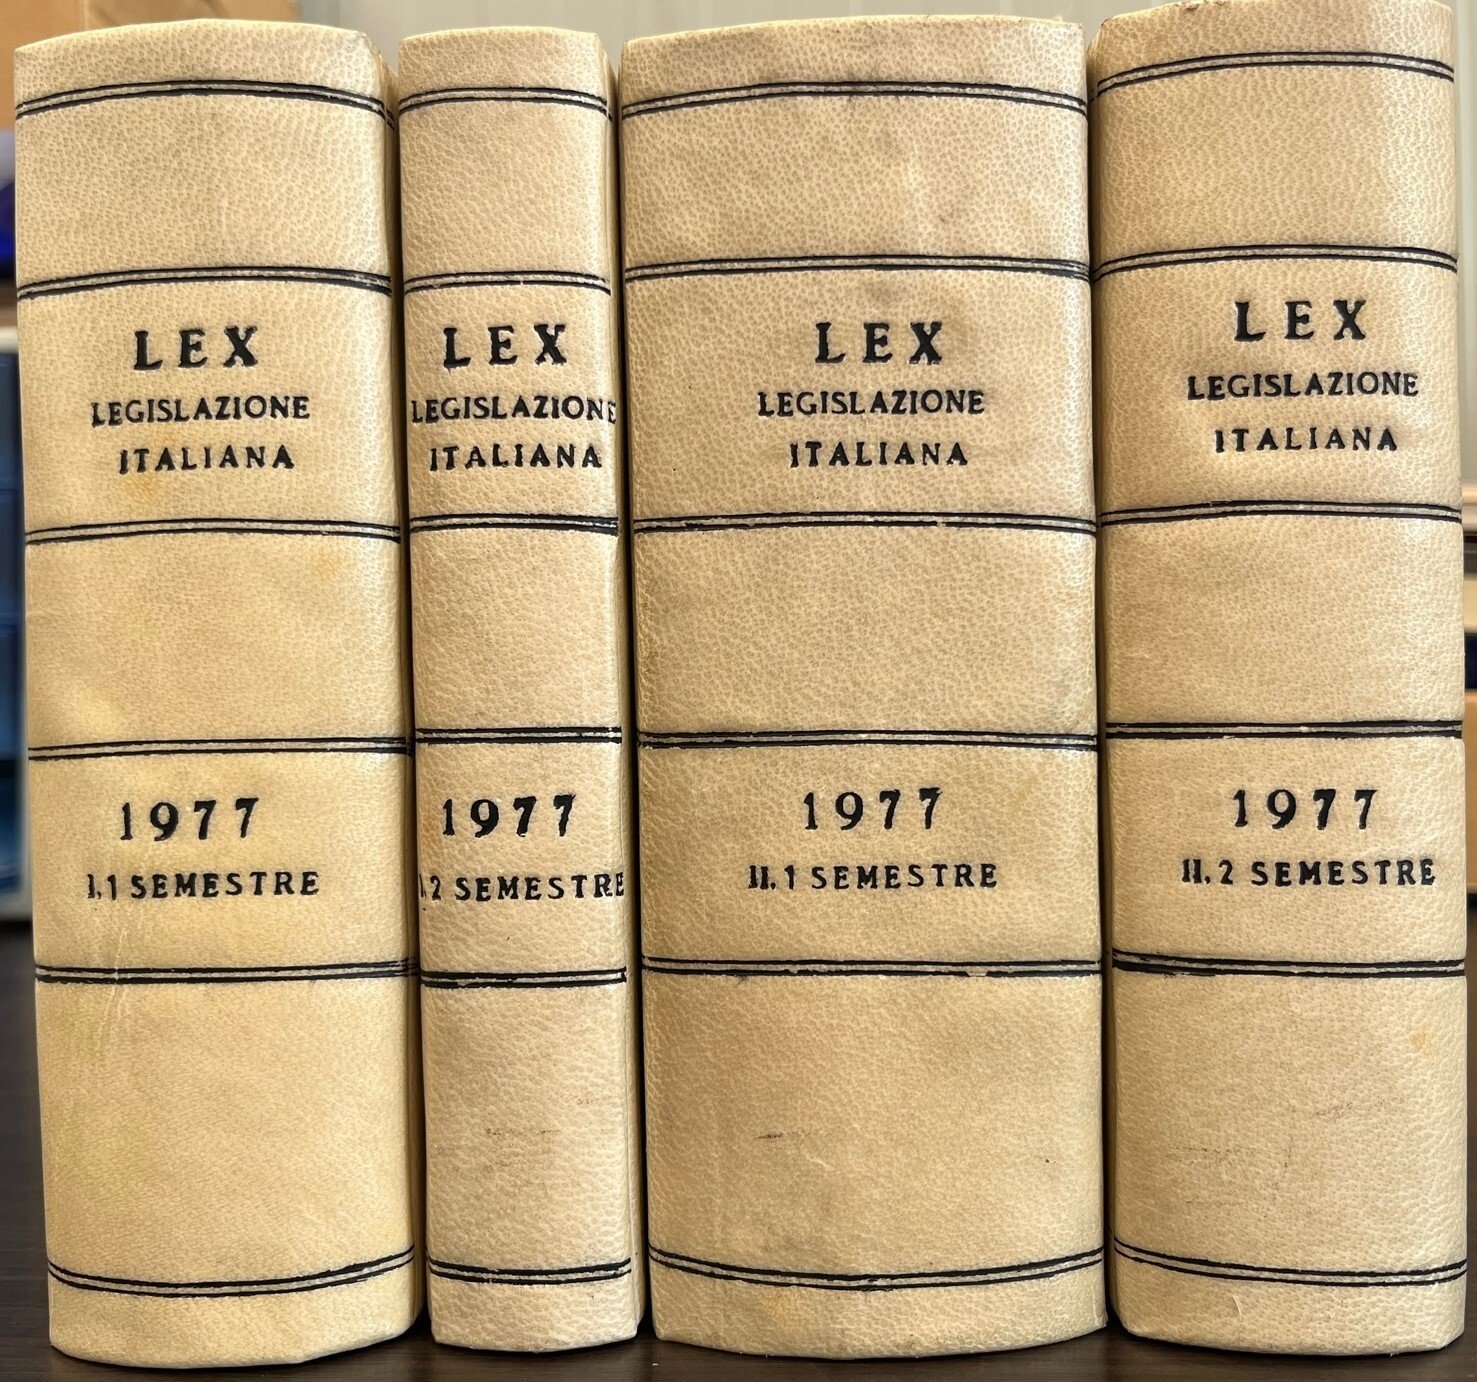 LEX
LEGISLAZIONE
ITALIANA
1977
I.1 SEMESTRE
LEX
LEGISLAZIONE
ITALIANA
1977
I.2 SEMESTRE
LEX
LEGISLAZIONE
ITALIANA
1977
II.1 SEMESTRE
LEX
LEGISLAZIONE
ITALIANA
1977
II.2 SEMESTRE